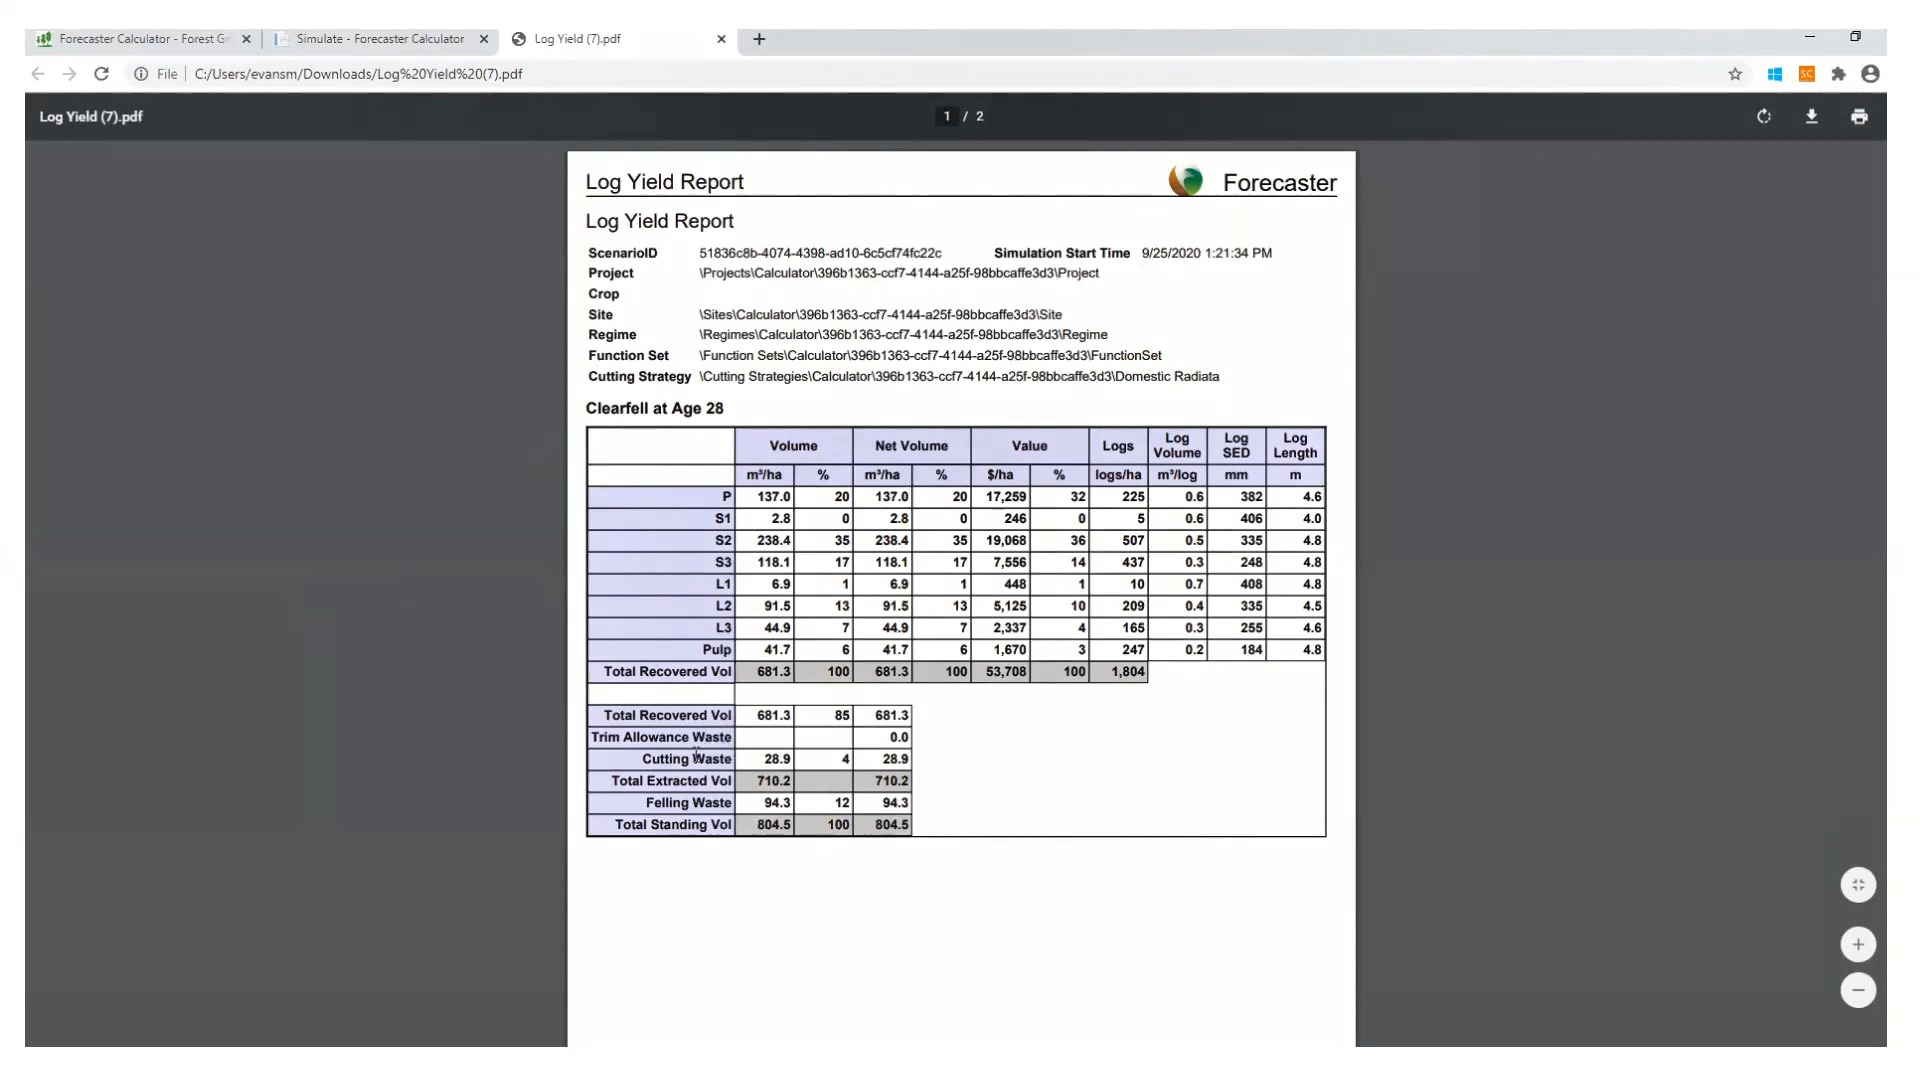 Forecaster Calculator - Forest Gr
Simulate - Forecaster Calculator
Log Yield (7).pdf
File | C:/Users/evansm/Downloads/Log%20Yield%20(7).pdf
SC
Log Yield (7).pdf
1 / 2
Log Yield Report
Forecaster
Log Yield Report
ScenarioID 51836c8b-4074-4398-ad10-6c5cf74fc22c Simulation Start Time 9/25/2020 1:21:34 PM
Project \Projects\Calculator\396b1363-ccf7-4144-a25f-98bbcaffe3d3\Project
Crop
Site \Sites\Calculator\396b1363-ccf7-4144-a25f-98bbcaffe3d3\Site
Regime \Regimes\Calculator\396b1363-ccf7-4144-a25f-98bbcaffe3d3\Regime
Function Set \Function Sets\Calculator\396b1363-ccf7-4144-a25f-98bbcaffe3d3\FunctionSet
Cutting Strategy \Cutting Strategies\Calculator\396b1363-ccf7-4144-a25f-98bbcaffe3d3\Domestic Radiata
Clearfell at Age 28
Volume Net Volume Value Logs Log Volume Log SED Log Length
m³/ha % m³/ha % $/ha % logs/ha m³/log mm m
P 137.0 20 137.0 20 17,259 32 225 0.6 382 4.6
S1 2.8 0 2.8 0 246 0 5 0.6 406 4.0
S2 238.4 35 238.4 35 19,068 36 507 0.5 335 4.8
S3 118.1 17 118.1 17 7,556 14 437 0.3 248 4.8
L1 6.9 1 6.9 1 448 1 10 0.7 408 4.8
L2 91.5 13 91.5 13 5,125 10 209 0.4 335 4.5
L3 44.9 7 44.9 7 2,337 4 165 0.3 255 4.6
Pulp 41.7 6 41.7 6 1,670 3 247 0.2 184 4.8
Total Recovered Vol 681.3 100 681.3 100 53,708 100 1,804
Total Recovered Vol 681.3 85 681.3
Trim Allowance Waste 0.0
Cutting Waste 28.9 4 28.9
Total Extracted Vol 710.2 710.2
Felling Waste 94.3 12 94.3
Total Standing Vol 804.5 100 804.5